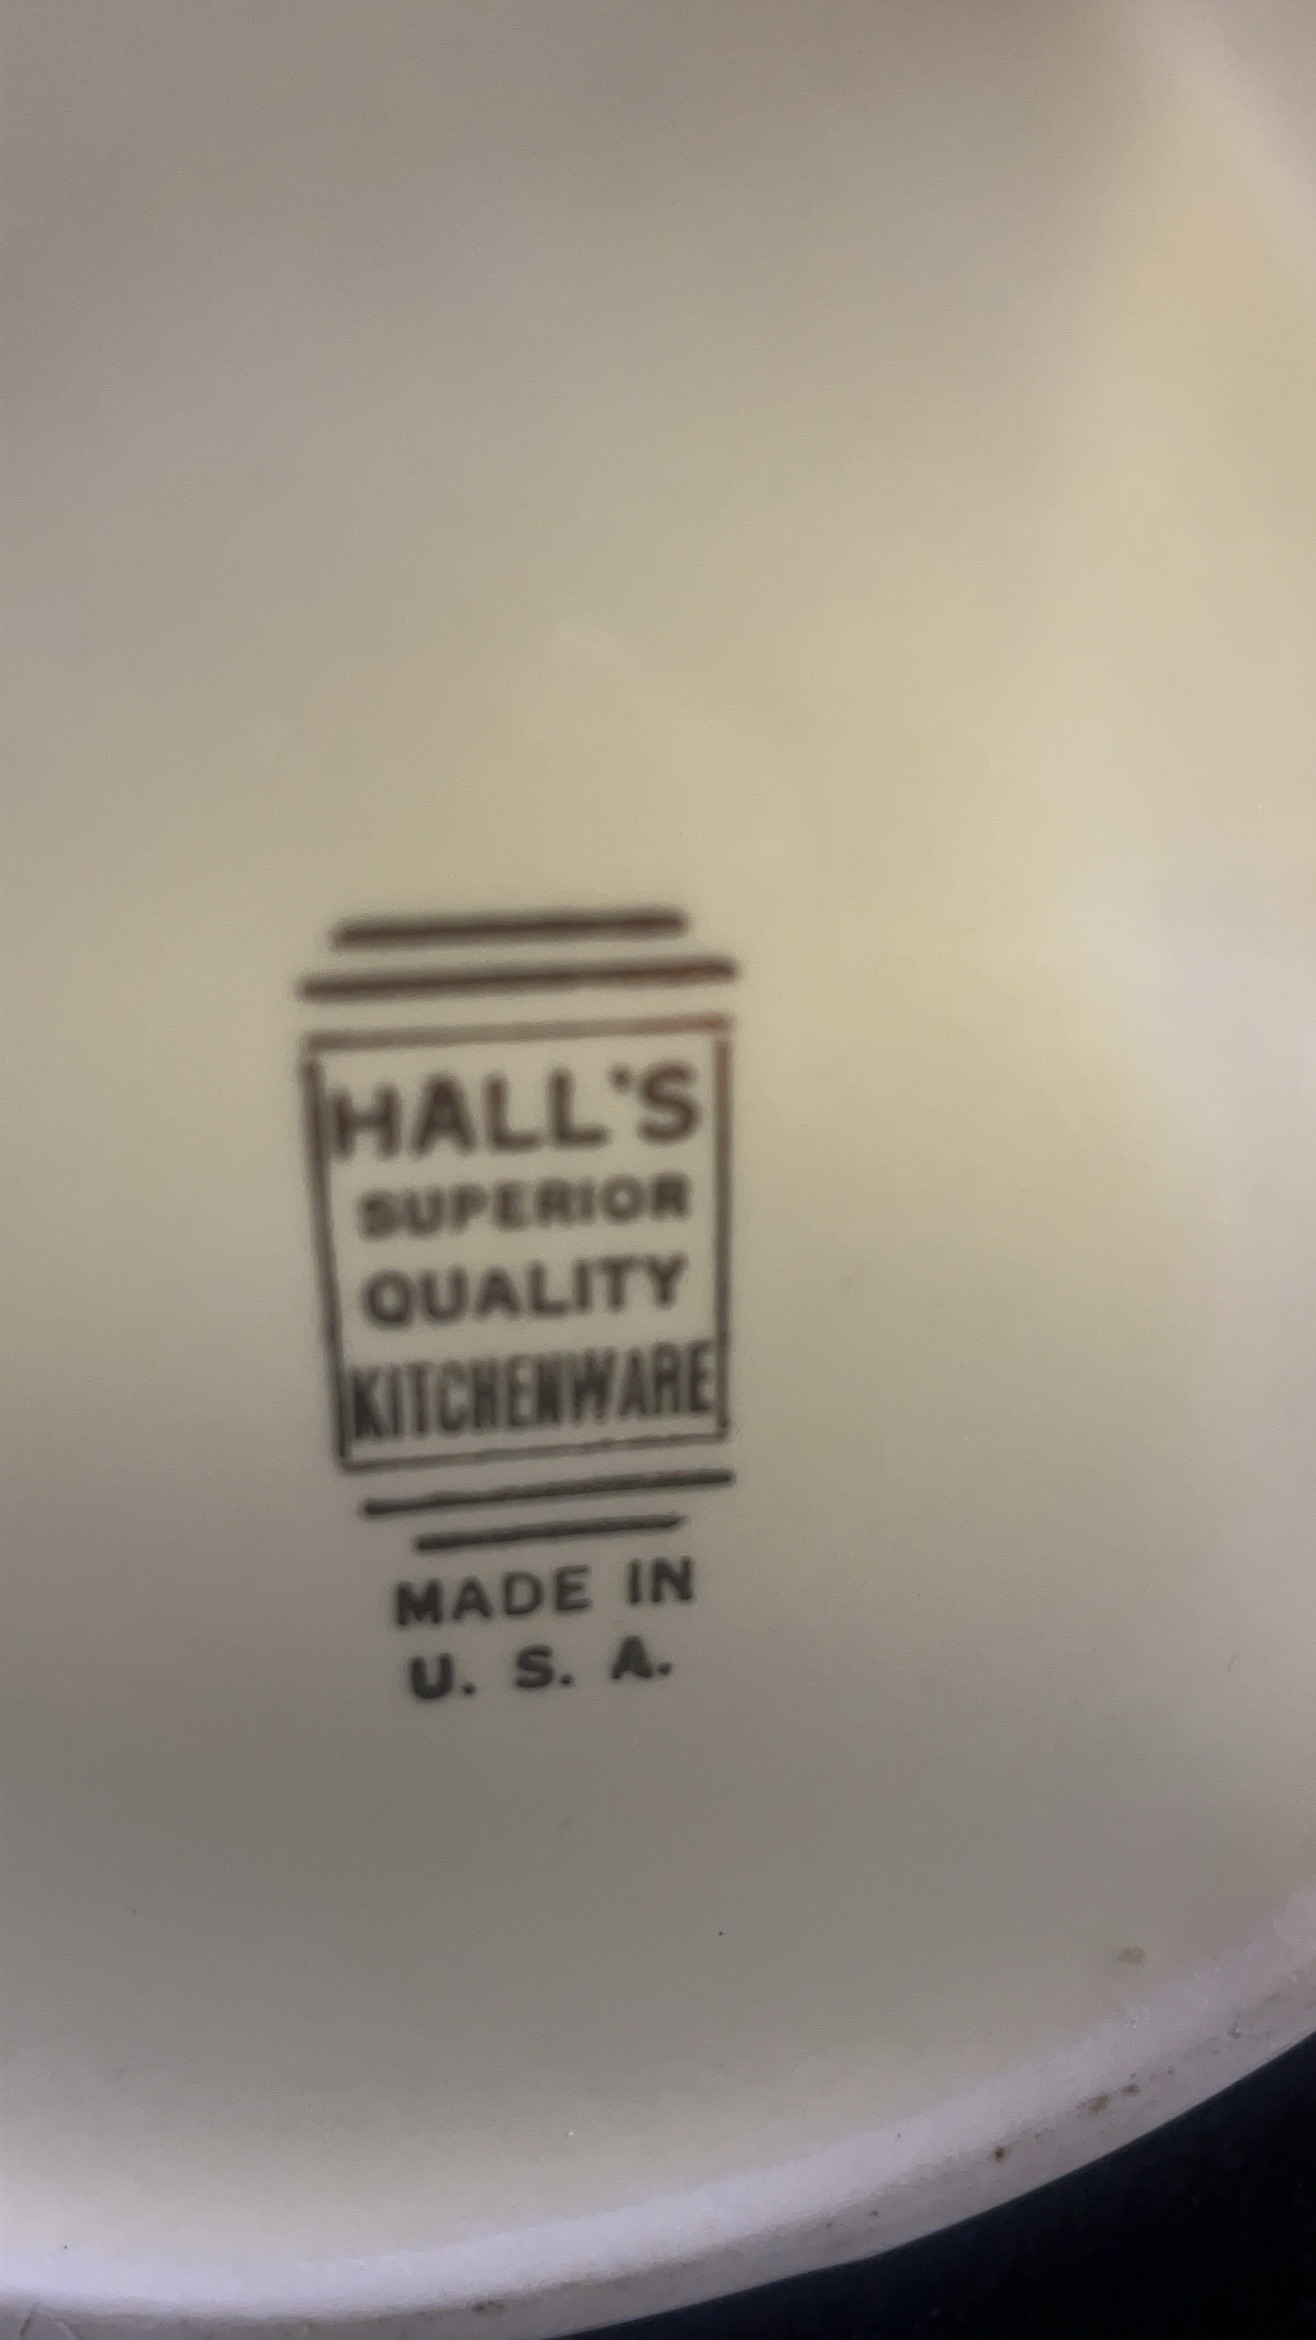 HALL'S
SUPERIOR
QUALITY
KITCHENWARE
MADE IN
U. S. A.